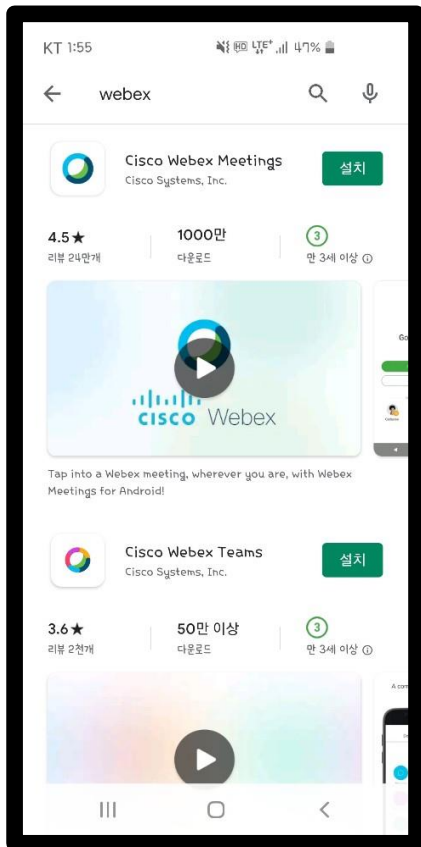 KT 1:55 HD LTE+ 47%
webex
Cisco Webex Meetings
Cisco Systems, Inc.
설치
4.5★ 1000만 3
리뷰 24만개 다운로드 만 3세 이상
Go
CISCO Webex
Tap into a Webex meeting, wherever you are, with Webex
Meetings for Android!
Cisco Webex Teams
Cisco Systems, Inc.
설치
3.6★ 50만 이상 3
리뷰 2천개 다운로드 만 3세 이상
A com